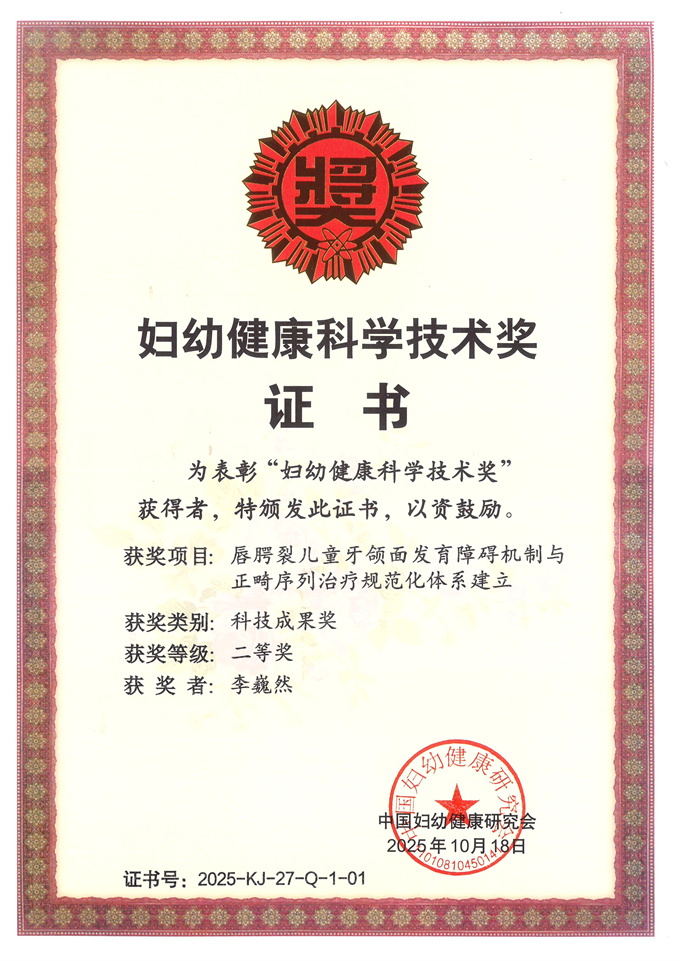 獎
妇幼健康科学技术奖
证 书
为表彰“妇幼健康科学技术奖”
获得者，特颁发此证书，以资鼓励。
获奖项目：唇腭裂儿童牙颌面发育障碍机制与
正畸序列治疗规范化体系建立
获奖类别：科技成果奖
获奖等级：二等奖
获 奖 者：李巍然
中国妇幼健康研究会
中国妇幼健康研究会
2025年10月18日
证书号：2025-KJ-27-Q-1-01